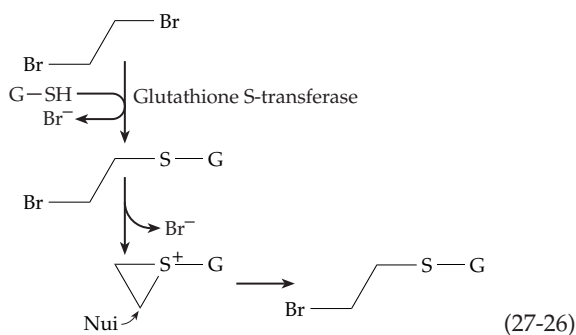 Br
Br
G—SH
Glutathione S-transferase
Br⁻
S—G
Br
Br⁻
S⁺—G
Nui
S—G
Br
(27-26)